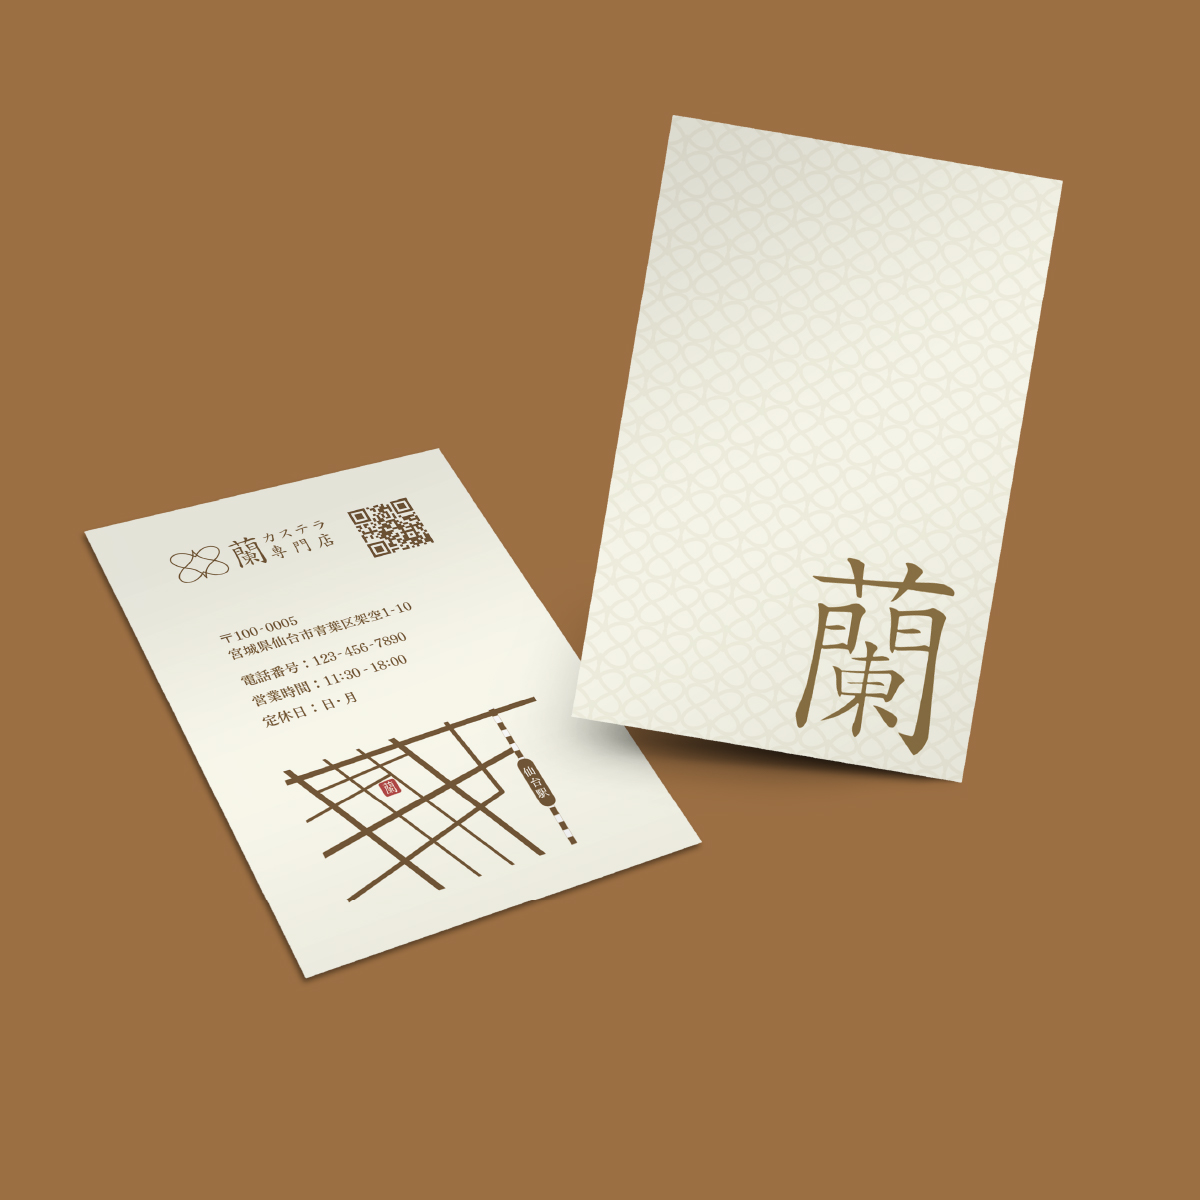 蘭 カステラ
専門店
〒100-0005
宮城県仙台市青葉区架空1-10
電話番号：123-456-7890
営業時間：11:30-18:00
定休日：日・月
蘭
仙台駅
蘭